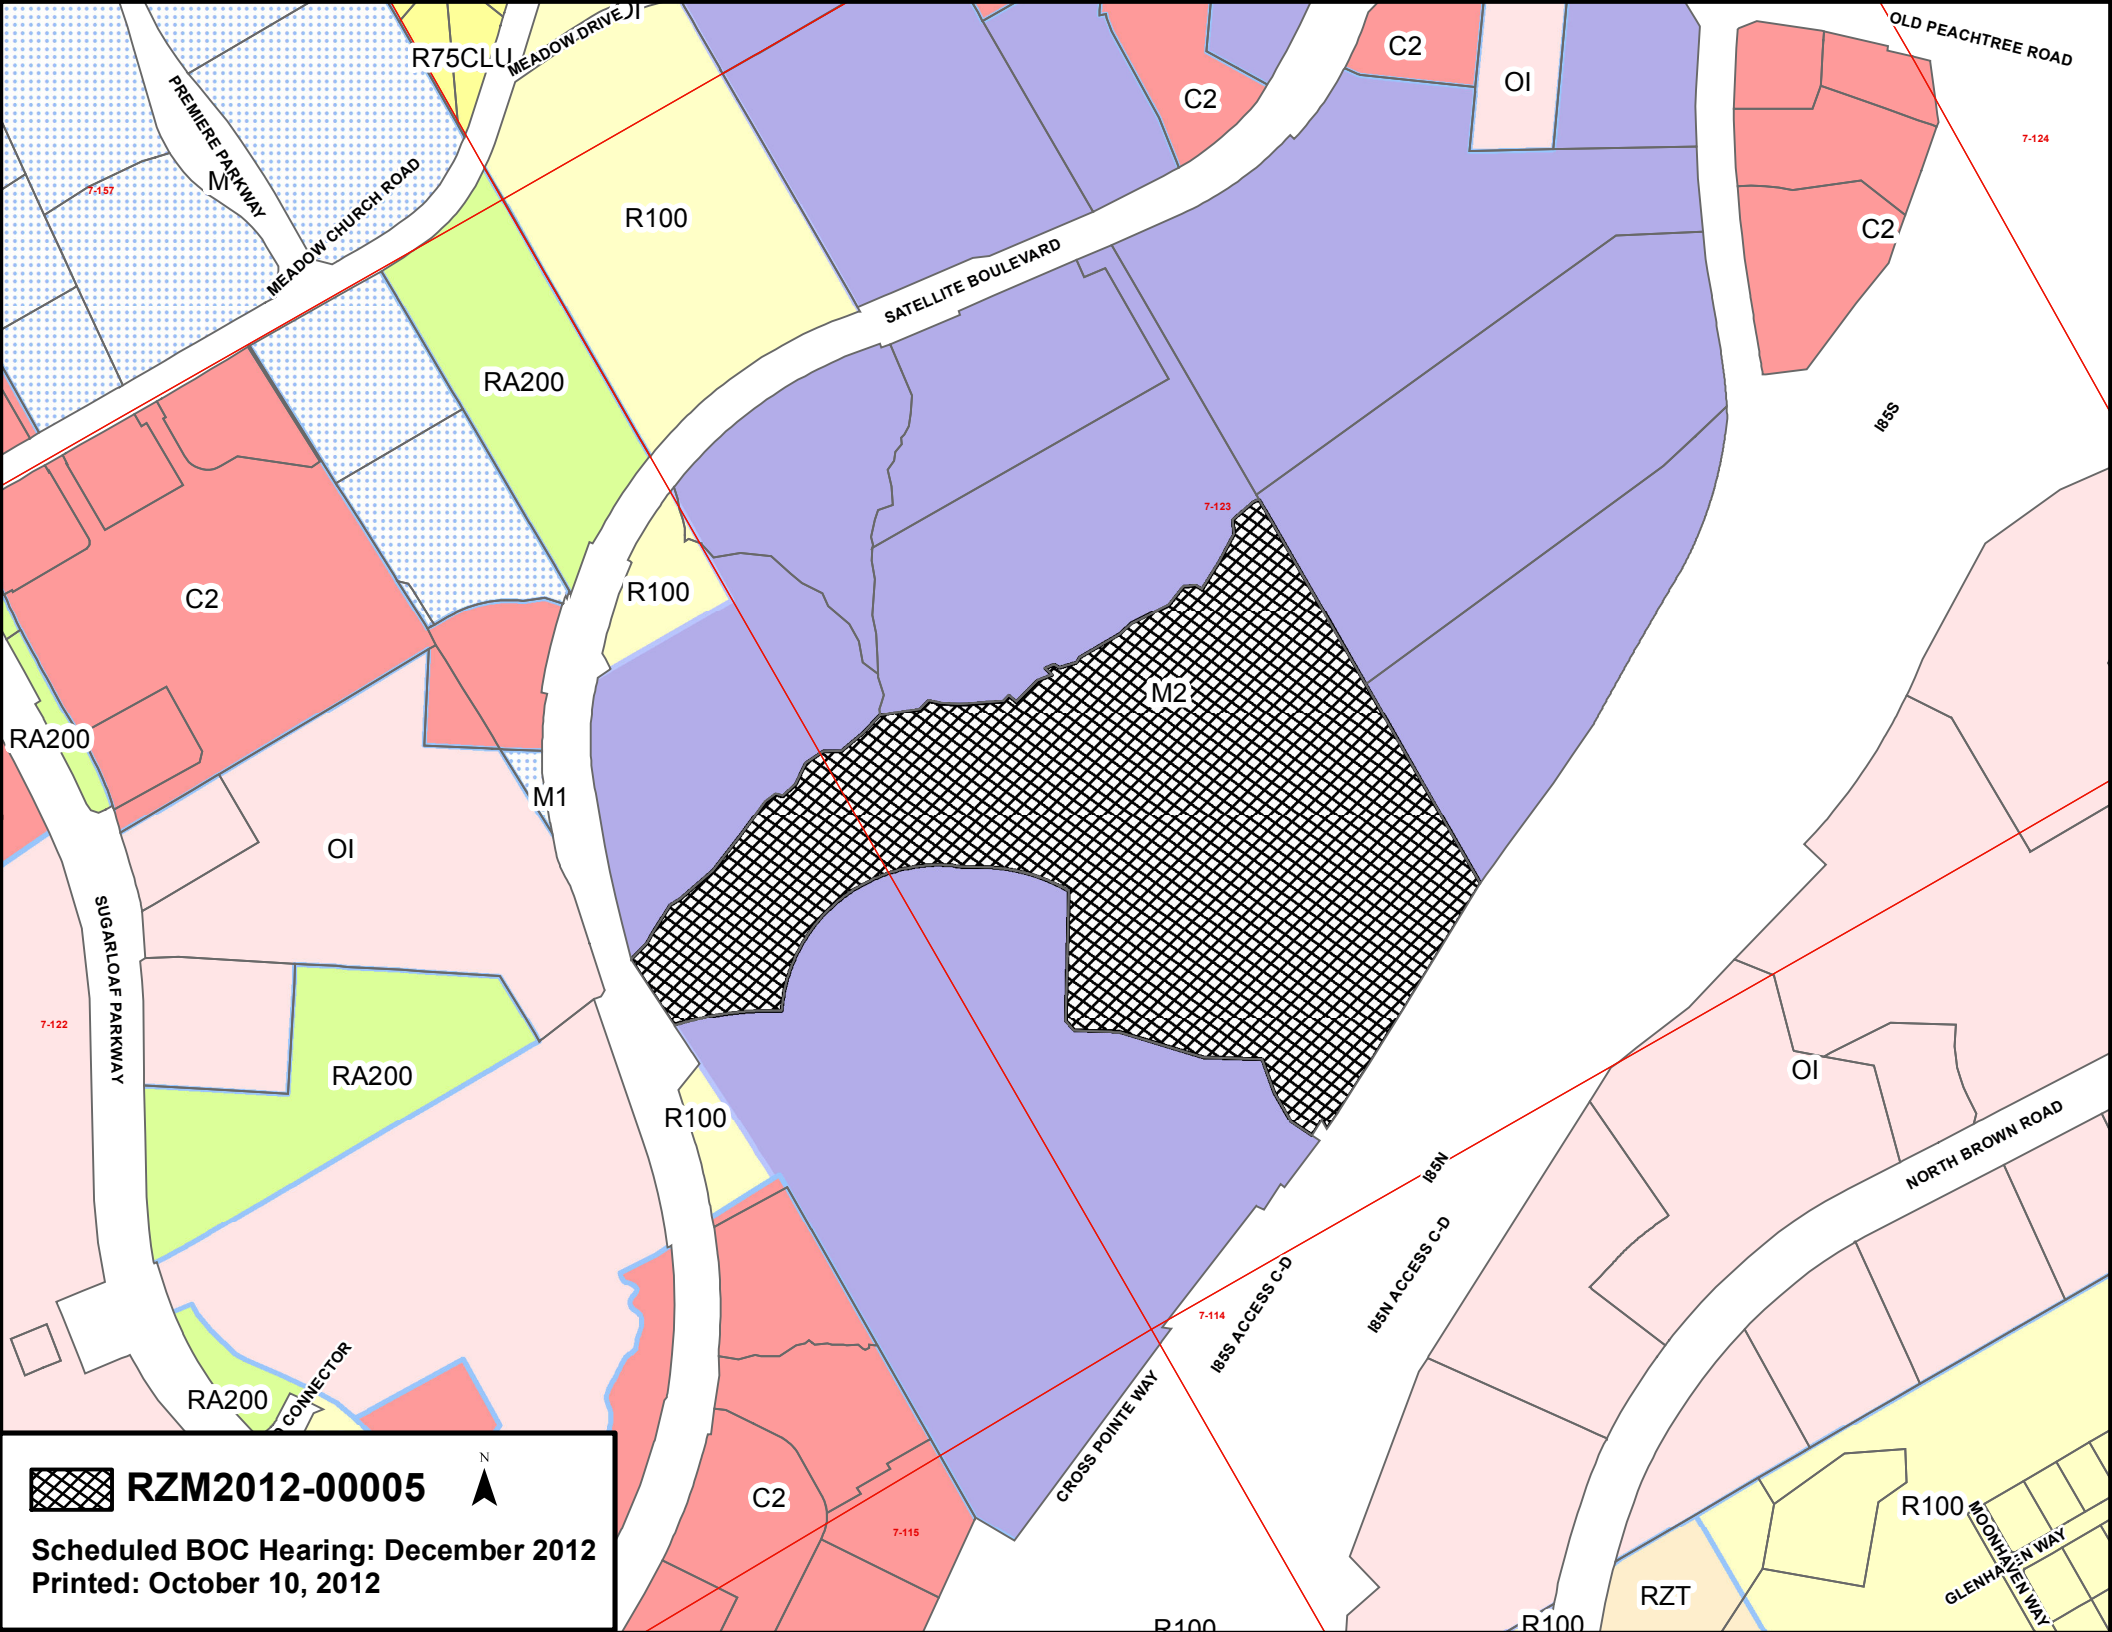 OLD PEACHTREE ROAD
R75CLU
MEADOW DRIVE
C2
OI
C2
PREMIERE PARKWAY
M
7-157
7-124
MEADOW CHURCH ROAD
R100
C2
SATELLITE BOULEVARD
RA200
I85S
7-123
C2
R100
M2
RA200
M1
OI
SUGARLOAF PARKWAY
7-122
RA200
OI
R100
I85N
NORTH BROWN ROAD
7-114
I85S ACCESS C-D
I85N ACCESS C-D
RA200
CONNECTOR
CROSS POINTE WAY
C2
7-115
R100
MOONHAVEN WAY
GLENHAVEN WAY
RZT
R100
R100
RZM2012-00005
N
Scheduled BOC Hearing: December 2012
Printed: October 10, 2012